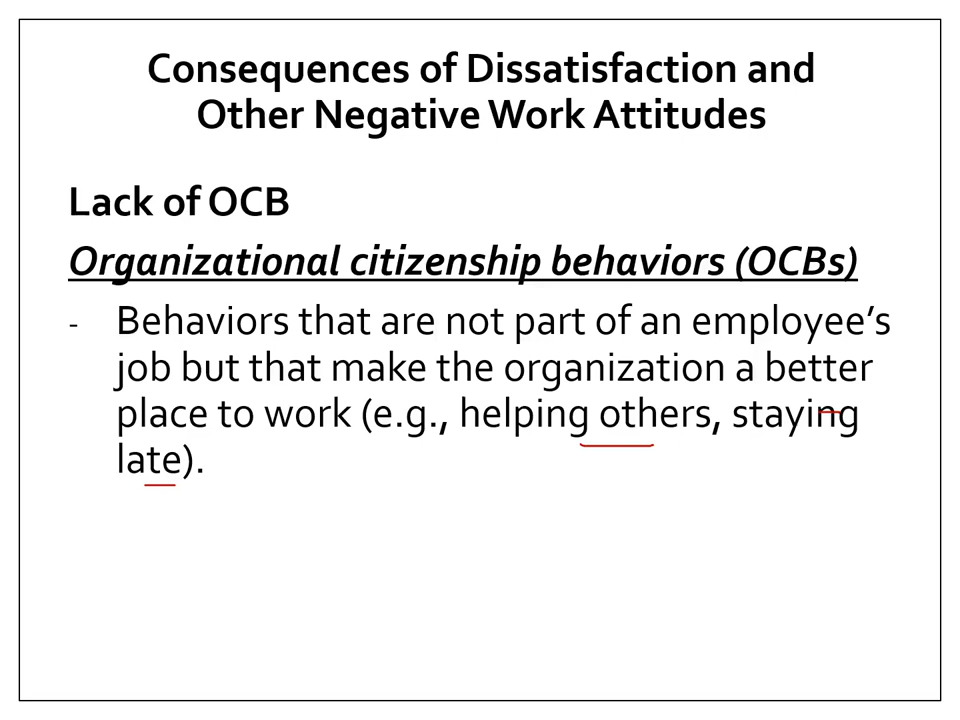 Consequences of Dissatisfaction and
Other Negative Work Attitudes
Lack of OCB
Organizational citizenship behaviors (OCBs)
- Behaviors that are not part of an employee’s
job but that make the organization a better
place to work (e.g., helping others, staying
late).